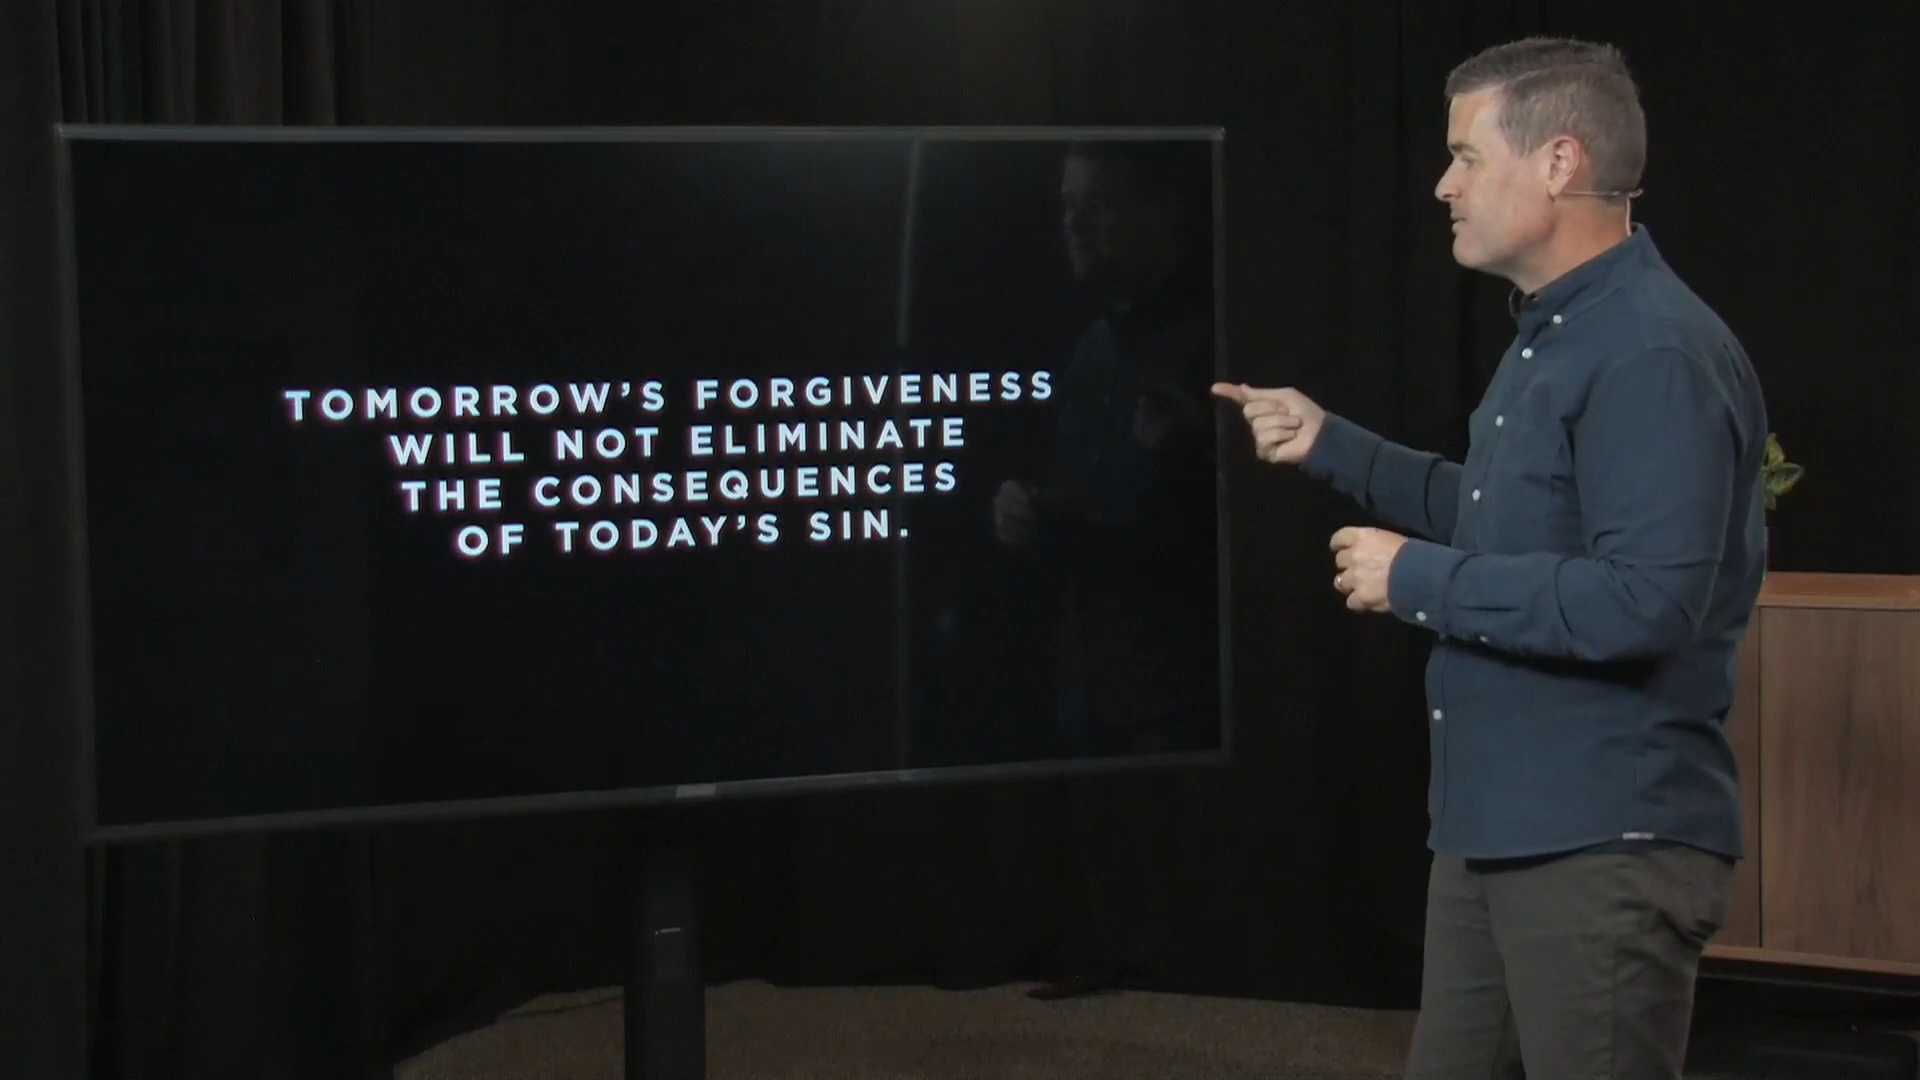 TOMORROW'S FORGIVENESS
WILL NOT ELIMINATE
THE CONSEQUENCES
OF TODAY'S SIN.